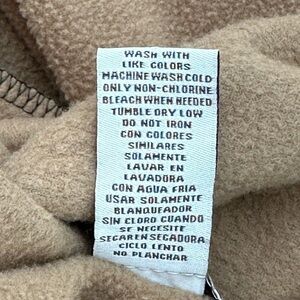 WASH WITH
LIKE COLORS
MACHINE WASH COLD
ONLY NON-CHLORINE
BLEACH WHEN NEEDED
TUMBLE DRY LOW
DO NOT IRON
CON COLORES
SIMILARES
SOLAMENTE
LAVAR EN
LAVADORA
CON AGUA FRIA
USAR SOLAMENTE
BLANQUEADOR
SIN CLORO CUANDO
SE NECESITE
SECAR EN SECADORA
CICLO LENTO
NO PLANCHAR